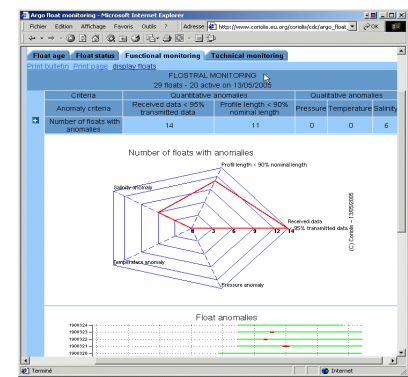 Argo float monitoring - Microsoft Internet Explorer
Fichier Edition Affichage Favoris Outils ? Adresse http://www.coriolis.eu.org/coriolis/cdc/argo_float_ OK
Float age Float status Functional monitoring Technical monitoring
Print bulletin Print page display floats
FLOSTRAL MONITORING
29 floats - 20 active on 13/05/2005
Criteria Quantitative anomalies Qualitative anomalies
Anomaly criteria Received data < 95% transmitted data Profile length < 90% nominal length Pressure Temperature Salinity
Number of floats with anomalies 14 11 0 0 6
Number of floats with anomalies
Profil length < 90% nominal length
Salinity anomaly
Received data
< 95% transmitted data
0 3 6 9 12 14
Temperature anomaly
Pressure anomaly
(C) Coriolis - 13/05/2005
Float anomalies
1900324
1900323
1900322
1900321
1900320
Terminé Internet